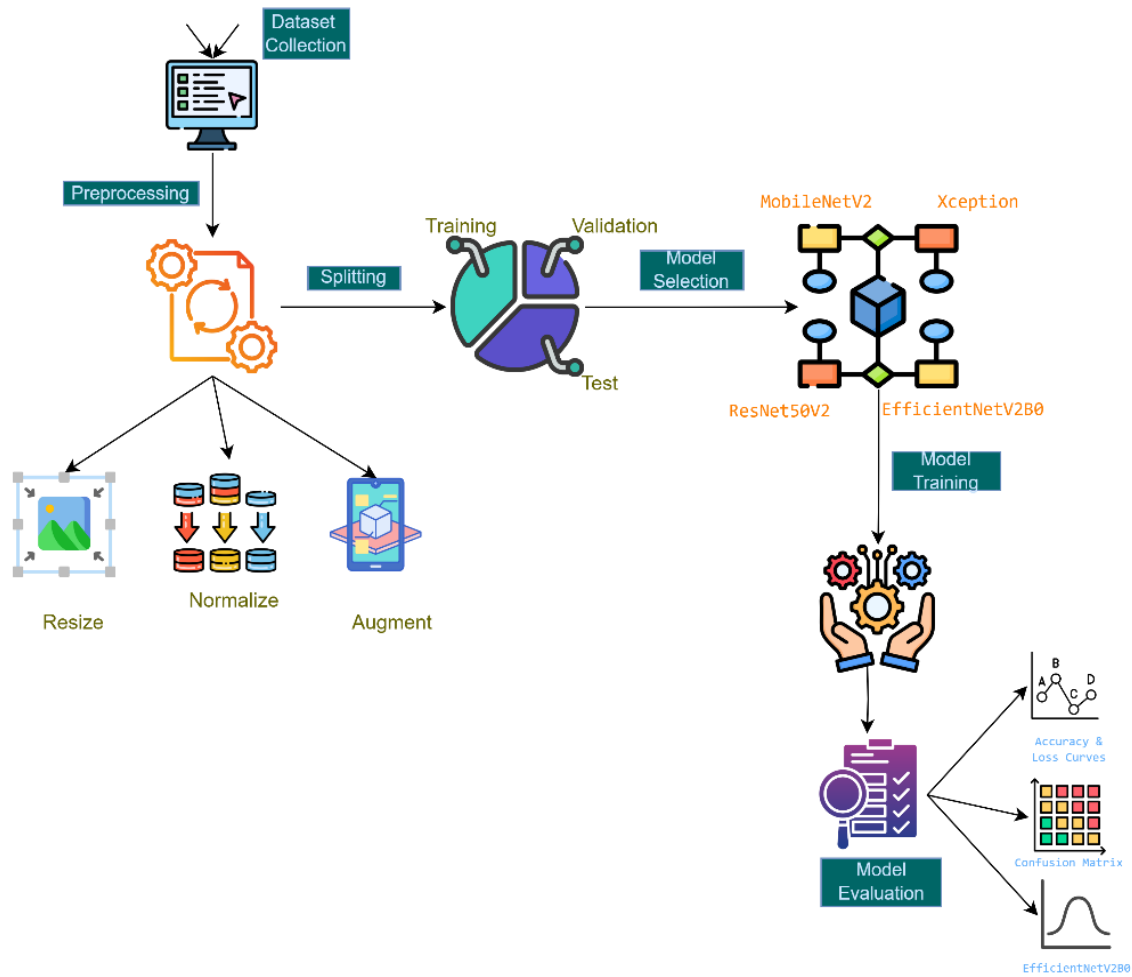 Dataset
Collection
Preprocessing
Splitting
Training
Validation
Test
Model
Selection
MobileNetV2
Xception
ResNet50V2
EfficientNetV2B0
Model
Training
Resize
Normalize
Augment
Model
Evaluation
A
B
C
D
Accuracy &
Loss Curves
Confusion Matrix
EfficientNetV2B0